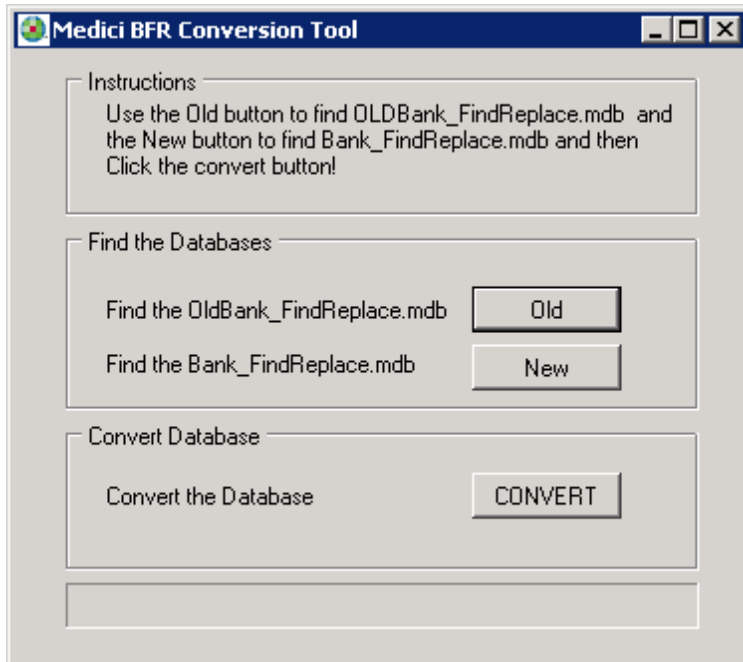 Medici BFR Conversion Tool
Instructions
Use the Old button to find OLDBank_FindReplace.mdb and
the New button to find Bank_FindReplace.mdb and then
Click the convert button!
Find the Databases
Find the OldBank_FindReplace.mdb Old
Find the Bank_FindReplace.mdb New
Convert Database
Convert the Database CONVERT